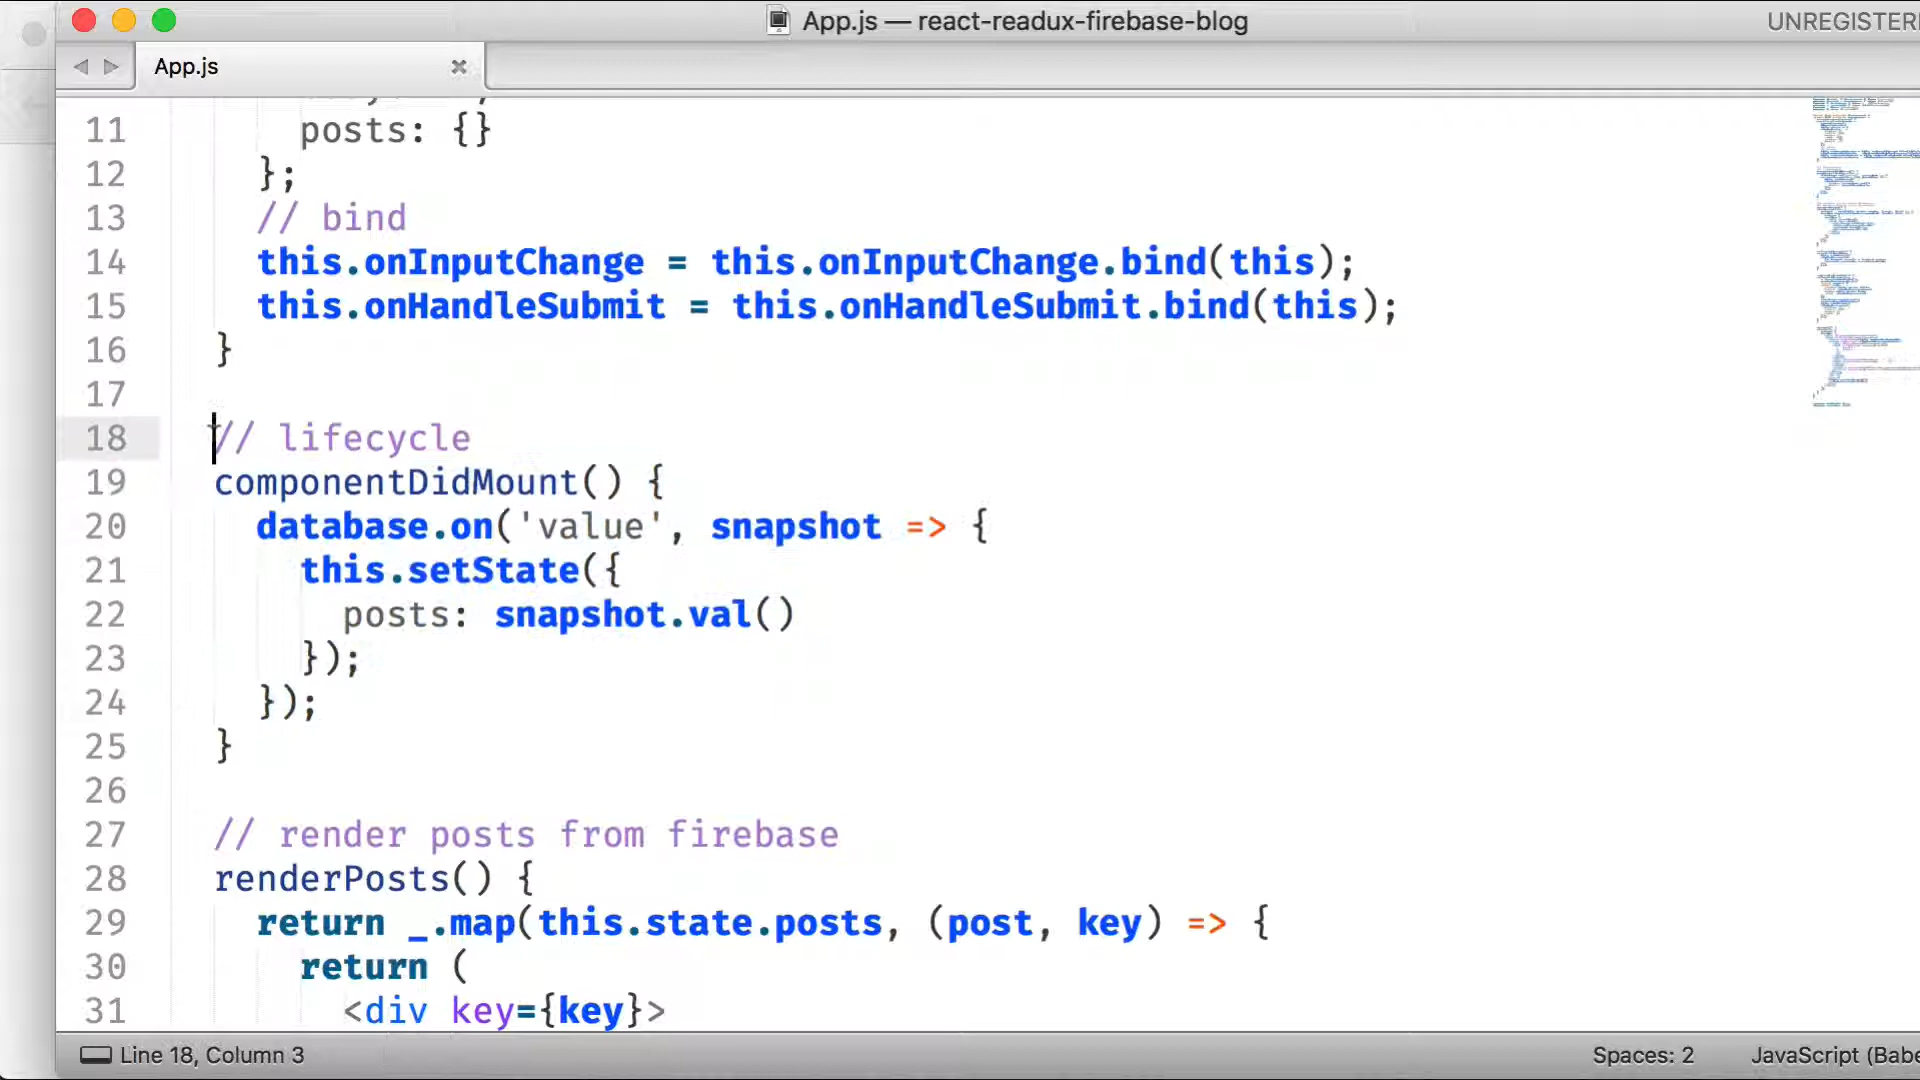 App.js — react-readux-firebase-blog
UNREGISTER
App.js
11 posts: {}
12 };
13 // bind
14 this.onInputChange = this.onInputChange.bind(this);
15 this.onHandleSubmit = this.onHandleSubmit.bind(this);
16 }
17
18 // lifecycle
19 componentDidMount() {
20 database.on('value', snapshot => {
21 this.setState({
22 posts: snapshot.val()
23 });
24 });
25 }
26
27 // render posts from firebase
28 renderPosts() {
29 return _.map(this.state.posts, (post, key) => {
30 return (
31 <div key={key}>
Line 18, Column 3
Spaces: 2
JavaScript (Babe